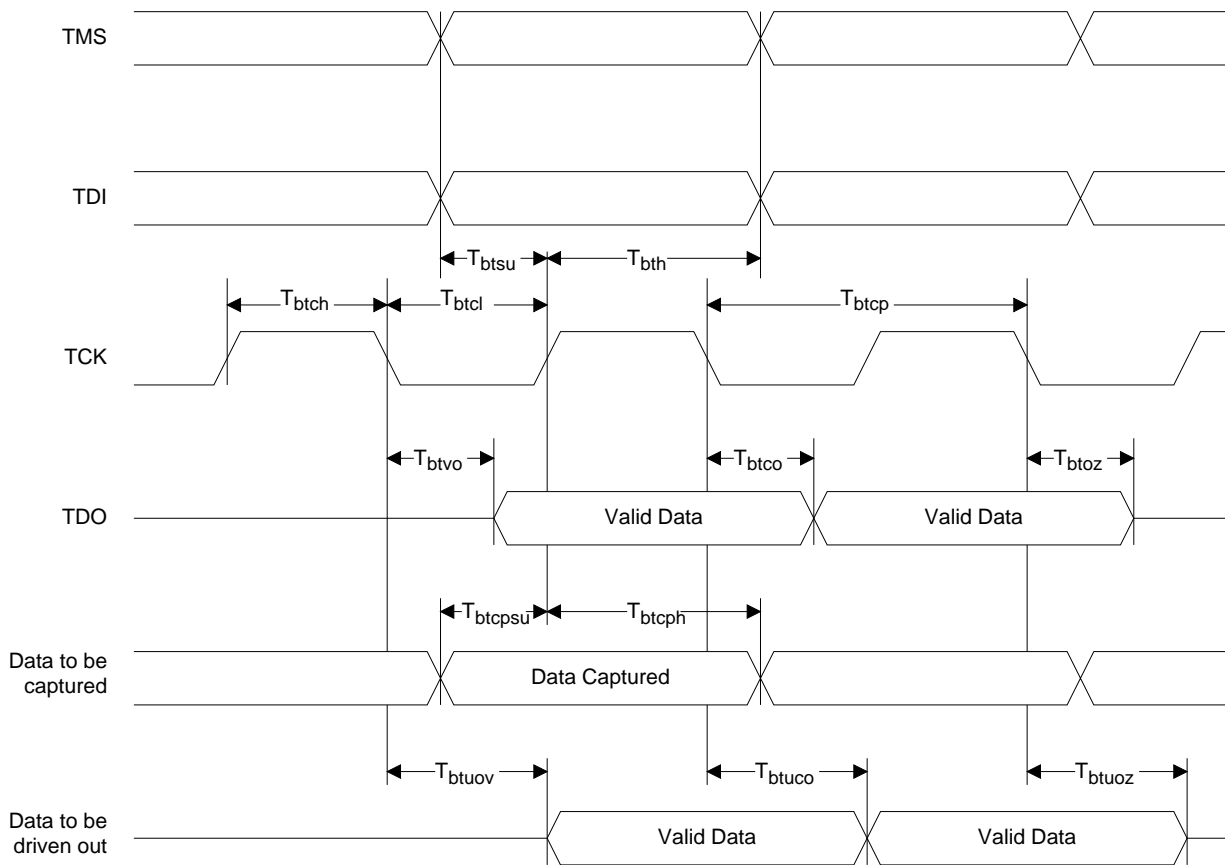 TMS
TDI
Tbtsu Tbth
Tbtch Tbtcl Tbtcp
TCK
Tbtvo Tbtco Tbtoz
TDO Valid Data Valid Data
Tbtcpsu Tbtcph
Data to be
captured
Data Captured
Tbtuov Tbtuco Tbtuoz
Data to be
driven out
Valid Data Valid Data